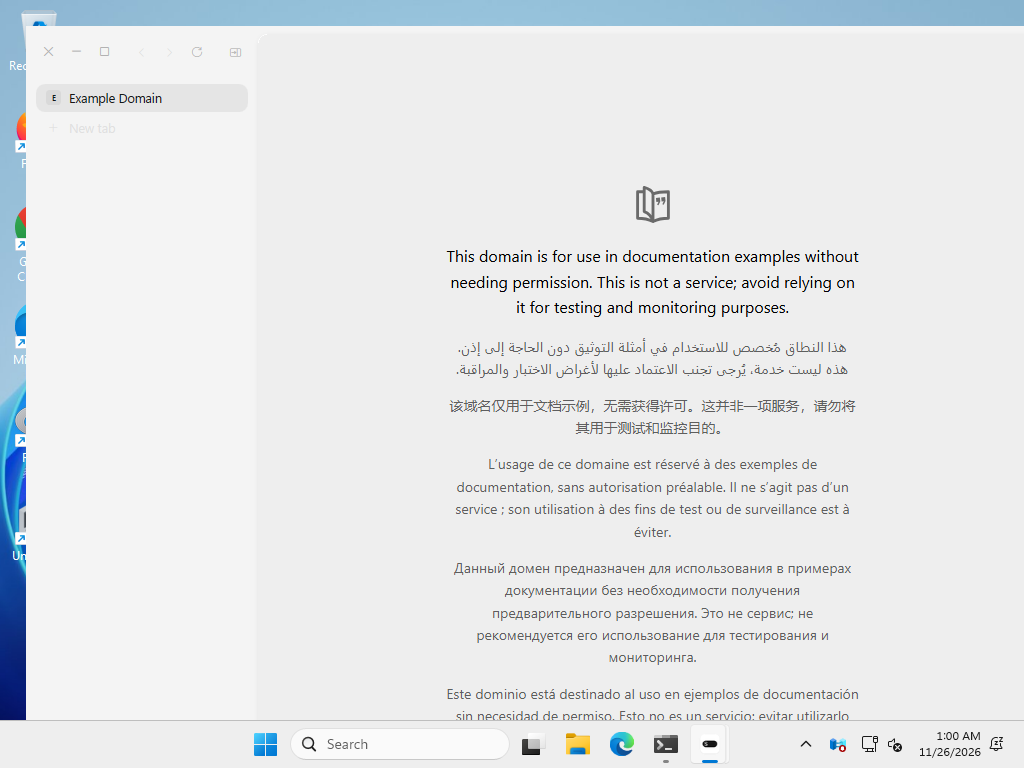 Example Domain
New tab
This domain is for use in documentation examples without
needing permission. This is not a service; avoid relying on
it for testing and monitoring purposes.
هذا النطاق مُخصص للاستخدام في أمثلة التوثيق دون الحاجة إلى إذن.
هذه ليست خدمة، يُرجى تجنب الاعتماد عليها لأغراض الاختبار والمراقبة.
该域名仅用于文档示例，无需获得许可。这并非一项服务，请勿将
其用于测试和监控目的。
L’usage de ce domaine est réservé à des exemples de
documentation, sans autorisation préalable. Il ne s’agit pas d’un
service ; son utilisation à des fins de test ou de surveillance est à
éviter.
Данный домен предназначен для использования в примерах
документации без необходимости получения
предварительного разрешения. Это не сервис; не
рекомендуется его использование для тестирования и
мониторинга.
Este dominio está destinado al uso en ejemplos de documentación
sin necesidad de permiso. Esto no es un servicio; evitar utilizarlo
Search
1:00 AM
11/26/2026